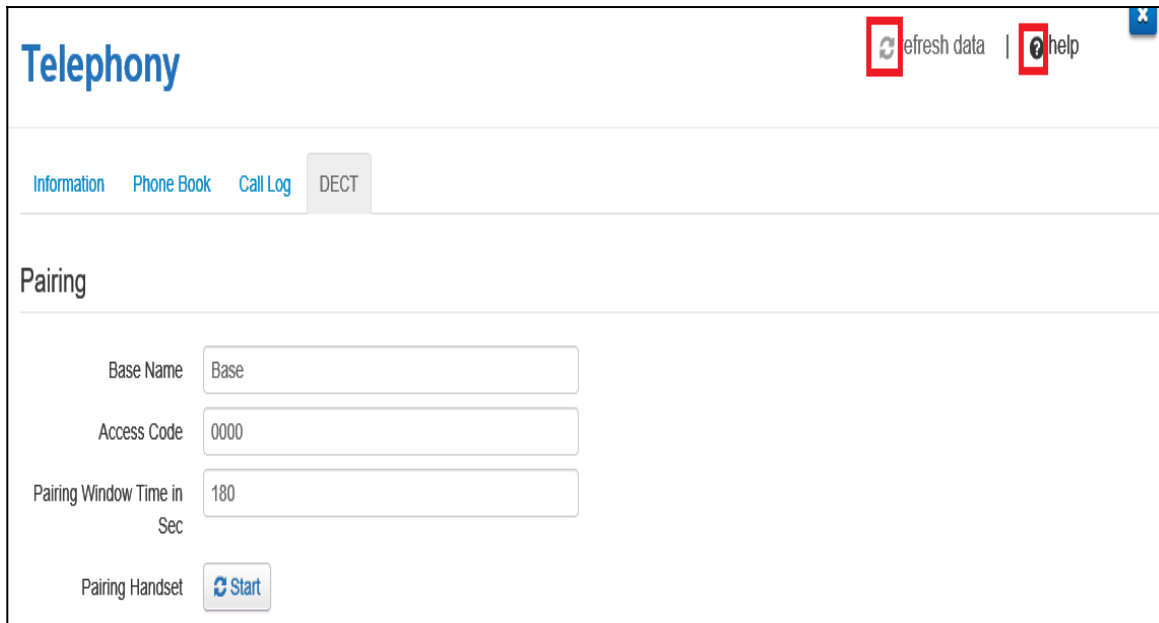 x
Telephony
efresh data | help
Information Phone Book Call Log DECT
Pairing
Base Name Base
Access Code 0000
Pairing Window Time in 180
Sec
Pairing Handset Start